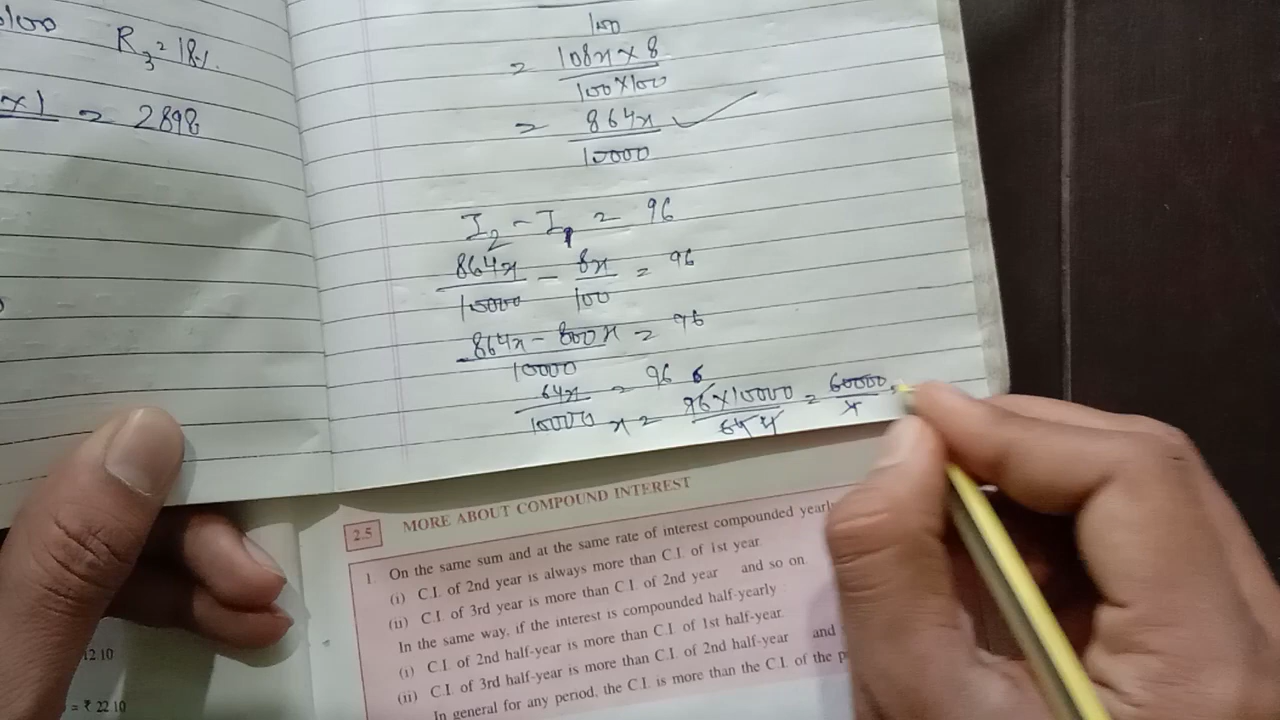 R₃ = 18%.
×1 = 2898
100
= 108x × 8
100×100
= 864x
10000
I₂ - I₁ = 96
864x - 8x = 96
10000 100
864x - 800x = 96
10000
64x = 96 6
10000 x = 96×10000 = 60000
64 4 4
2.5 MORE ABOUT COMPOUND INTEREST
1. On the same sum and at the same rate of interest compounded yearly
(i) C.I. of 2nd year is always more than C.I. of 1st year.
(ii) C.I. of 3rd year is more than C.I. of 2nd year and so on.
In the same way, if the interest is compounded half-yearly
(i) C.I. of 2nd half-year is more than C.I. of 1st half-year.
(ii) C.I. of 3rd half-year is more than C.I. of 2nd half-year and
In general for any period, the C.I. is more than the C.I. of the p
12.10
= ₹ 22.10